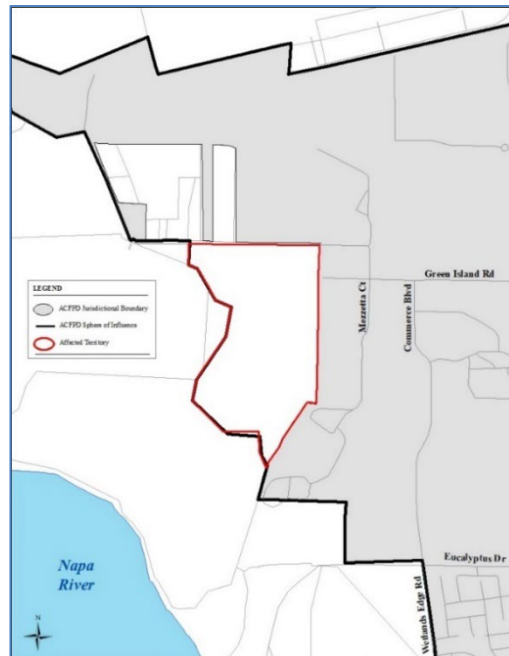 Green Island Rd
Mezzetta Ct
Commerce Blvd
LEGEND
ACFPD Jurisdictional Boundary
ACFPD Sphere of Influence
Affected Territory
Eucalyptus Dr
Wetlands Edge Rd
Napa
River
N